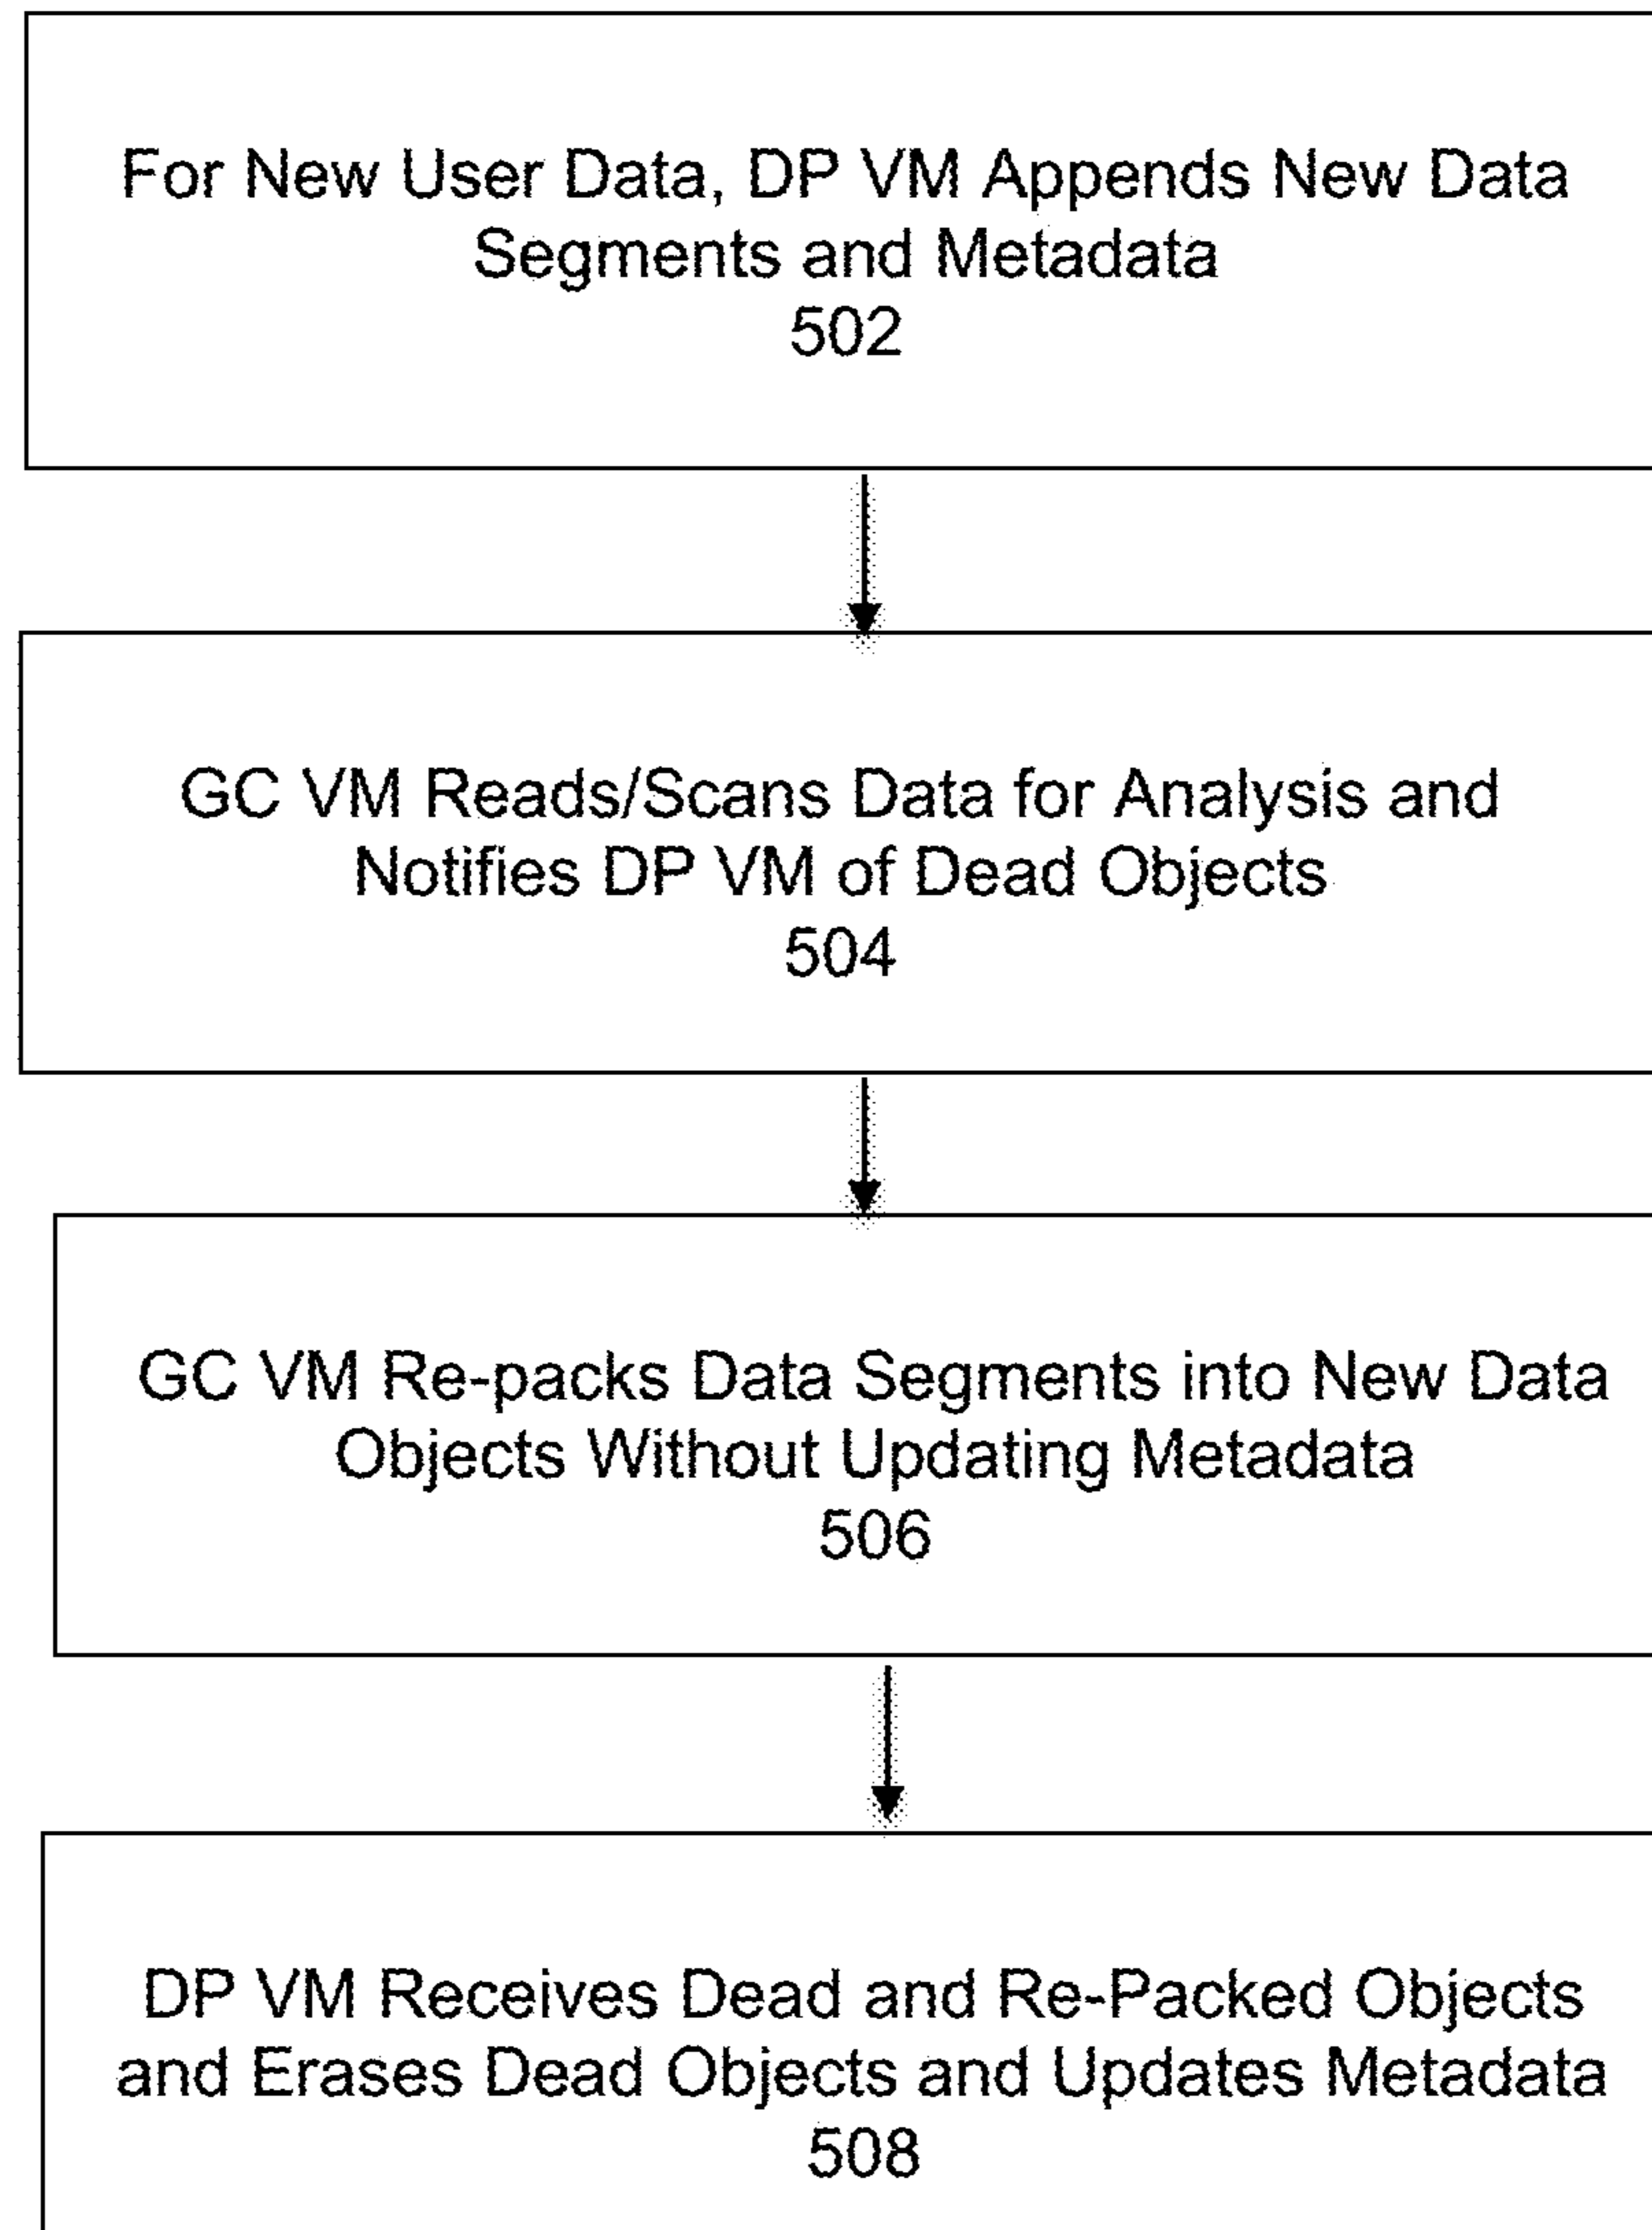 For New User Data, DP VM Appends New Data
Segments and Metadata
502
GC VM Reads/Scans Data for Analysis and
Notifies DP VM of Dead Objects
504
GC VM Re-packs Data Segments into New Data
Objects Without Updating Metadata
506
DP VM Receives Dead and Re-Packed Objects
and Erases Dead Objects and Updates Metadata
508